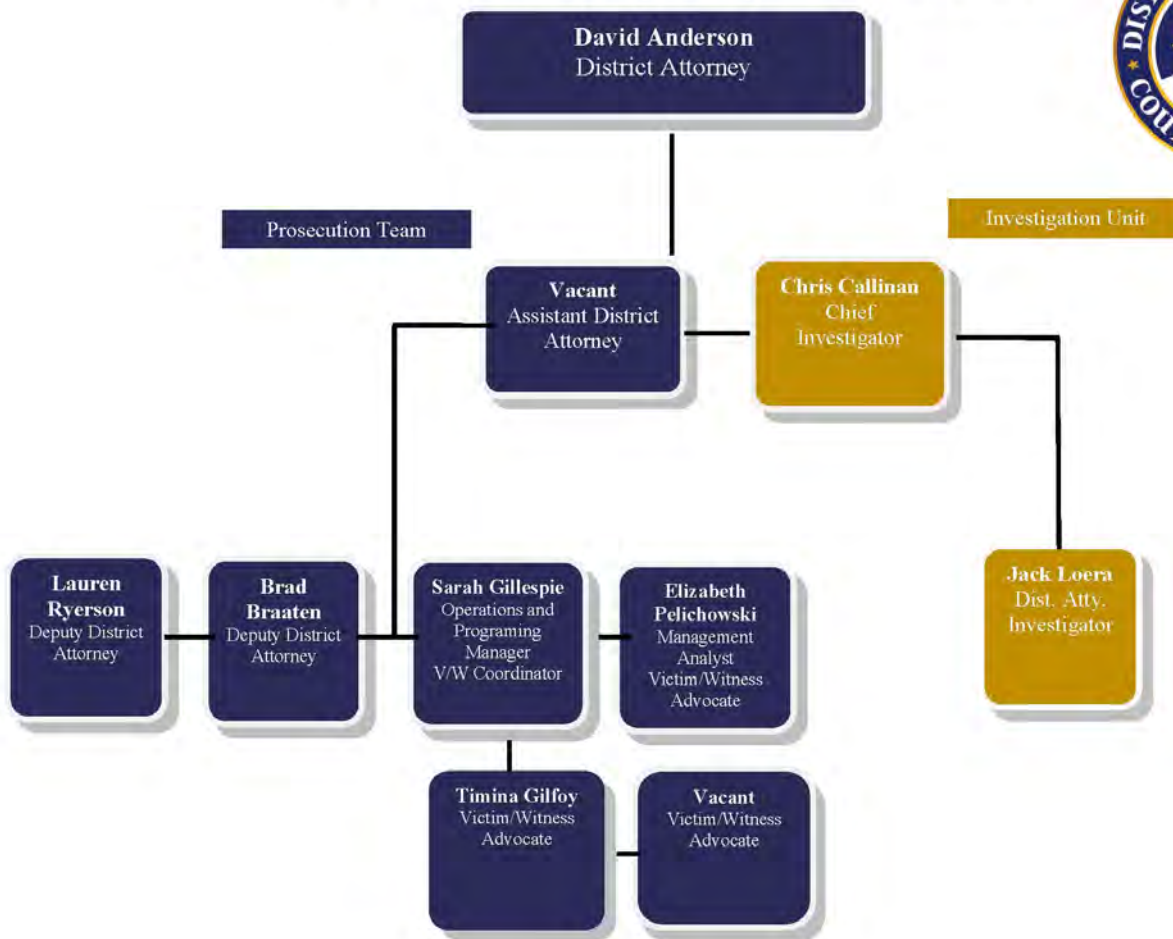 David Anderson
District Attorney
Prosecution Team
Investigation Unit
Vacant
Assistant District
Attorney
Chris Callinan
Chief
Investigator
Lauren
Ryerson
Deputy District
Attorney
Brad
Braaten
Deputy District
Attorney
Sarah Gillespie
Operations and
Programing
Manager
V/W Coordinator
Elizabeth
Pelichowski
Management
Analyst
Victim/Witness
Advocate
Jack Loera
Dist. Atty.
Investigator
Timina Gilfoy
Victim/Witness
Advocate
Vacant
Victim/Witness
Advocate